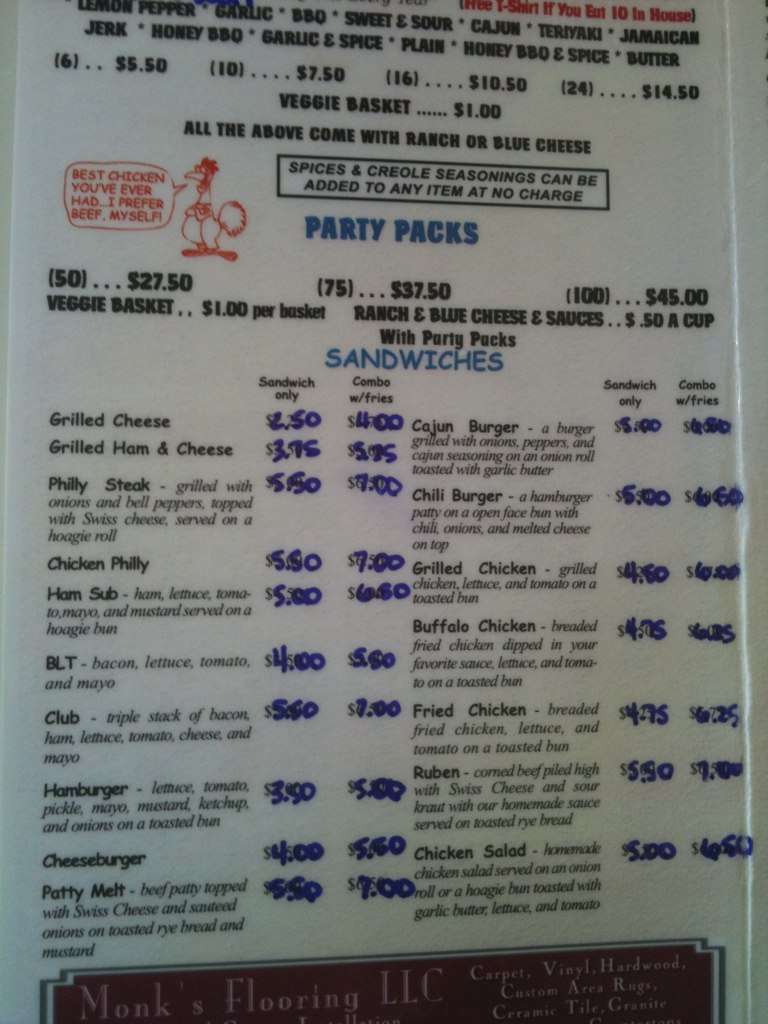 (Free T-Shirt If You Eat 10 In House)
* LEMON PEPPER * GARLIC * BBQ * SWEET & SOUR * CAJUN * TERIYAKI * JAMAICAN
JERK * HONEY BBQ * GARLIC & SPICE * PLAIN * HONEY BBQ & SPICE * BUTTER
(6) . . $5.50 (10) . . . . $7.50 (16) . . . . $10.50 (24) . . . . $14.50
VEGGIE BASKET ...... $1.00
ALL THE ABOVE COME WITH RANCH OR BLUE CHEESE
BEST CHICKEN
YOU'VE EVER
HAD...I PREFER
BEEF, MYSELF!
SPICES & CREOLE SEASONINGS CAN BE
ADDED TO ANY ITEM AT NO CHARGE
PARTY PACKS
(50) . . . $27.50 (75) . . . $37.50 (100) . . . $45.00
VEGGIE BASKET . . $1.00 per basket RANCH & BLUE CHEESE & SAUCES . . $ .50 A CUP
With Party Packs
SANDWICHES
Sandwich only Combo w/fries
Grilled Cheese $2.50 $4.00
Grilled Ham & Cheese $3.75 $5.75
Philly Steak - grilled with $5.50 $7.00
onions and bell peppers, topped
with Swiss cheese, served on a
hoagie roll
Chicken Philly $5.50 $7.00
Ham Sub - ham, lettuce, toma- $5.00 $6.50
to,mayo, and mustard served on a
hoagie bun
BLT - bacon, lettuce, tomato, $4.00 $5.50
and mayo
Club - triple stack of bacon, $5.50 $7.00
ham, lettuce, tomato, cheese, and
mayo
Hamburger - lettuce, tomato, $3.50 $5.00
pickle, mayo, mustard, ketchup,
and onions on a toasted bun
Cheeseburger $4.00 $5.50
Patty Melt - beef patty topped $5.50 $7.00
with Swiss Cheese and sauteed
onions on toasted rye bread and
mustard
Sandwich only Combo w/fries
Cajun Burger - a burger $5.00 $6.50
grilled with onions, peppers, and
cajun seasoning on an onion roll
toasted with garlic butter
Chili Burger - a hamburger $5.00 $6.50
patty on a open face bun with
chili, onions, and melted cheese
on top
Grilled Chicken - grilled $4.50 $6.00
chicken, lettuce, and tomato on a
toasted bun
Buffalo Chicken - breaded $4.75 $6.25
fried chicken dipped in your
favorite sauce, lettuce, and toma-
to on a toasted bun
Fried Chicken - breaded $4.75 $6.25
fried chicken, lettuce, and
tomato on a toasted bun
Ruben - corned beef piled high $5.50 $7.00
with Swiss Cheese and sour
kraut with our homemade sauce
served on toasted rye bread
Chicken Salad - homemade $5.00 $6.50
chicken salad served on an onion
roll or a hoagie bun toasted with
garlic butter, lettuce, and tomato
Monk's Flooring LLC
Carpet, Vinyl, Hardwood,
Custom Area Rugs,
Ceramic Tile, Granite